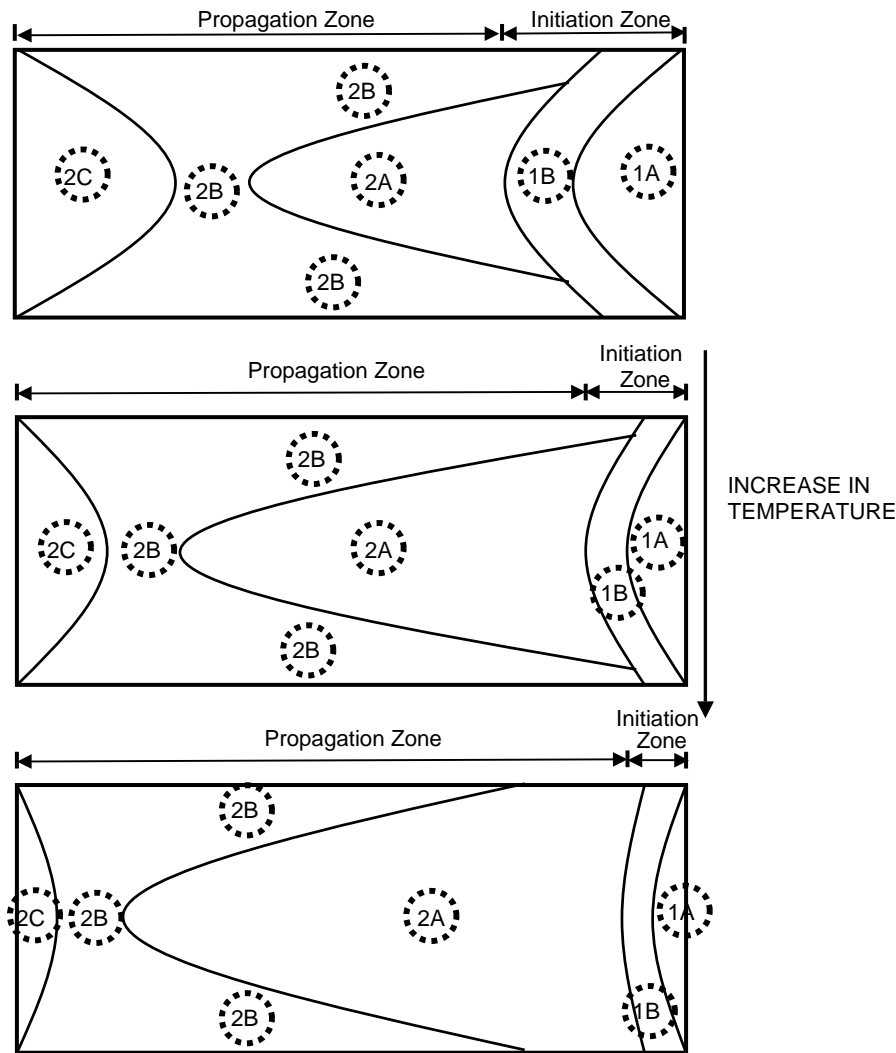 Propagation Zone
Initiation Zone
2B
2C
2B
2A
1B
1A
2B
Propagation Zone
Initiation
Zone
2B
2C
2B
2A
1A
1B
2B
INCREASE IN
TEMPERATURE
Propagation Zone
Initiation
Zone
2B
2C
2B
2A
1A
2B
1B